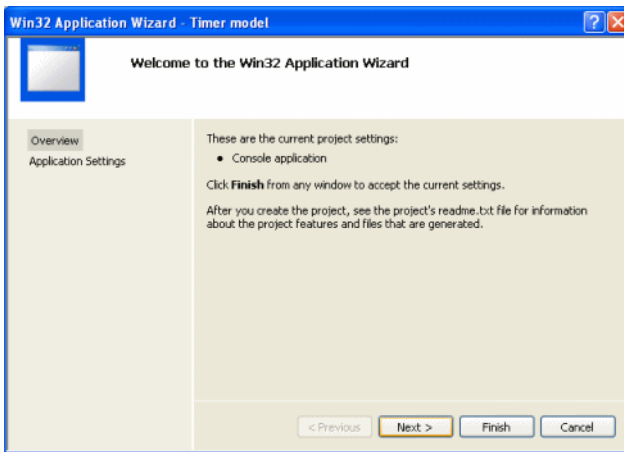 Win32 Application Wizard - Timer model
Welcome to the Win32 Application Wizard
Overview
Application Settings
These are the current project settings:
• Console application
Click Finish from any window to accept the current settings.
After you create the project, see the project's readme.txt file for information
about the project features and files that are generated.
< Previous
Next >
Finish
Cancel